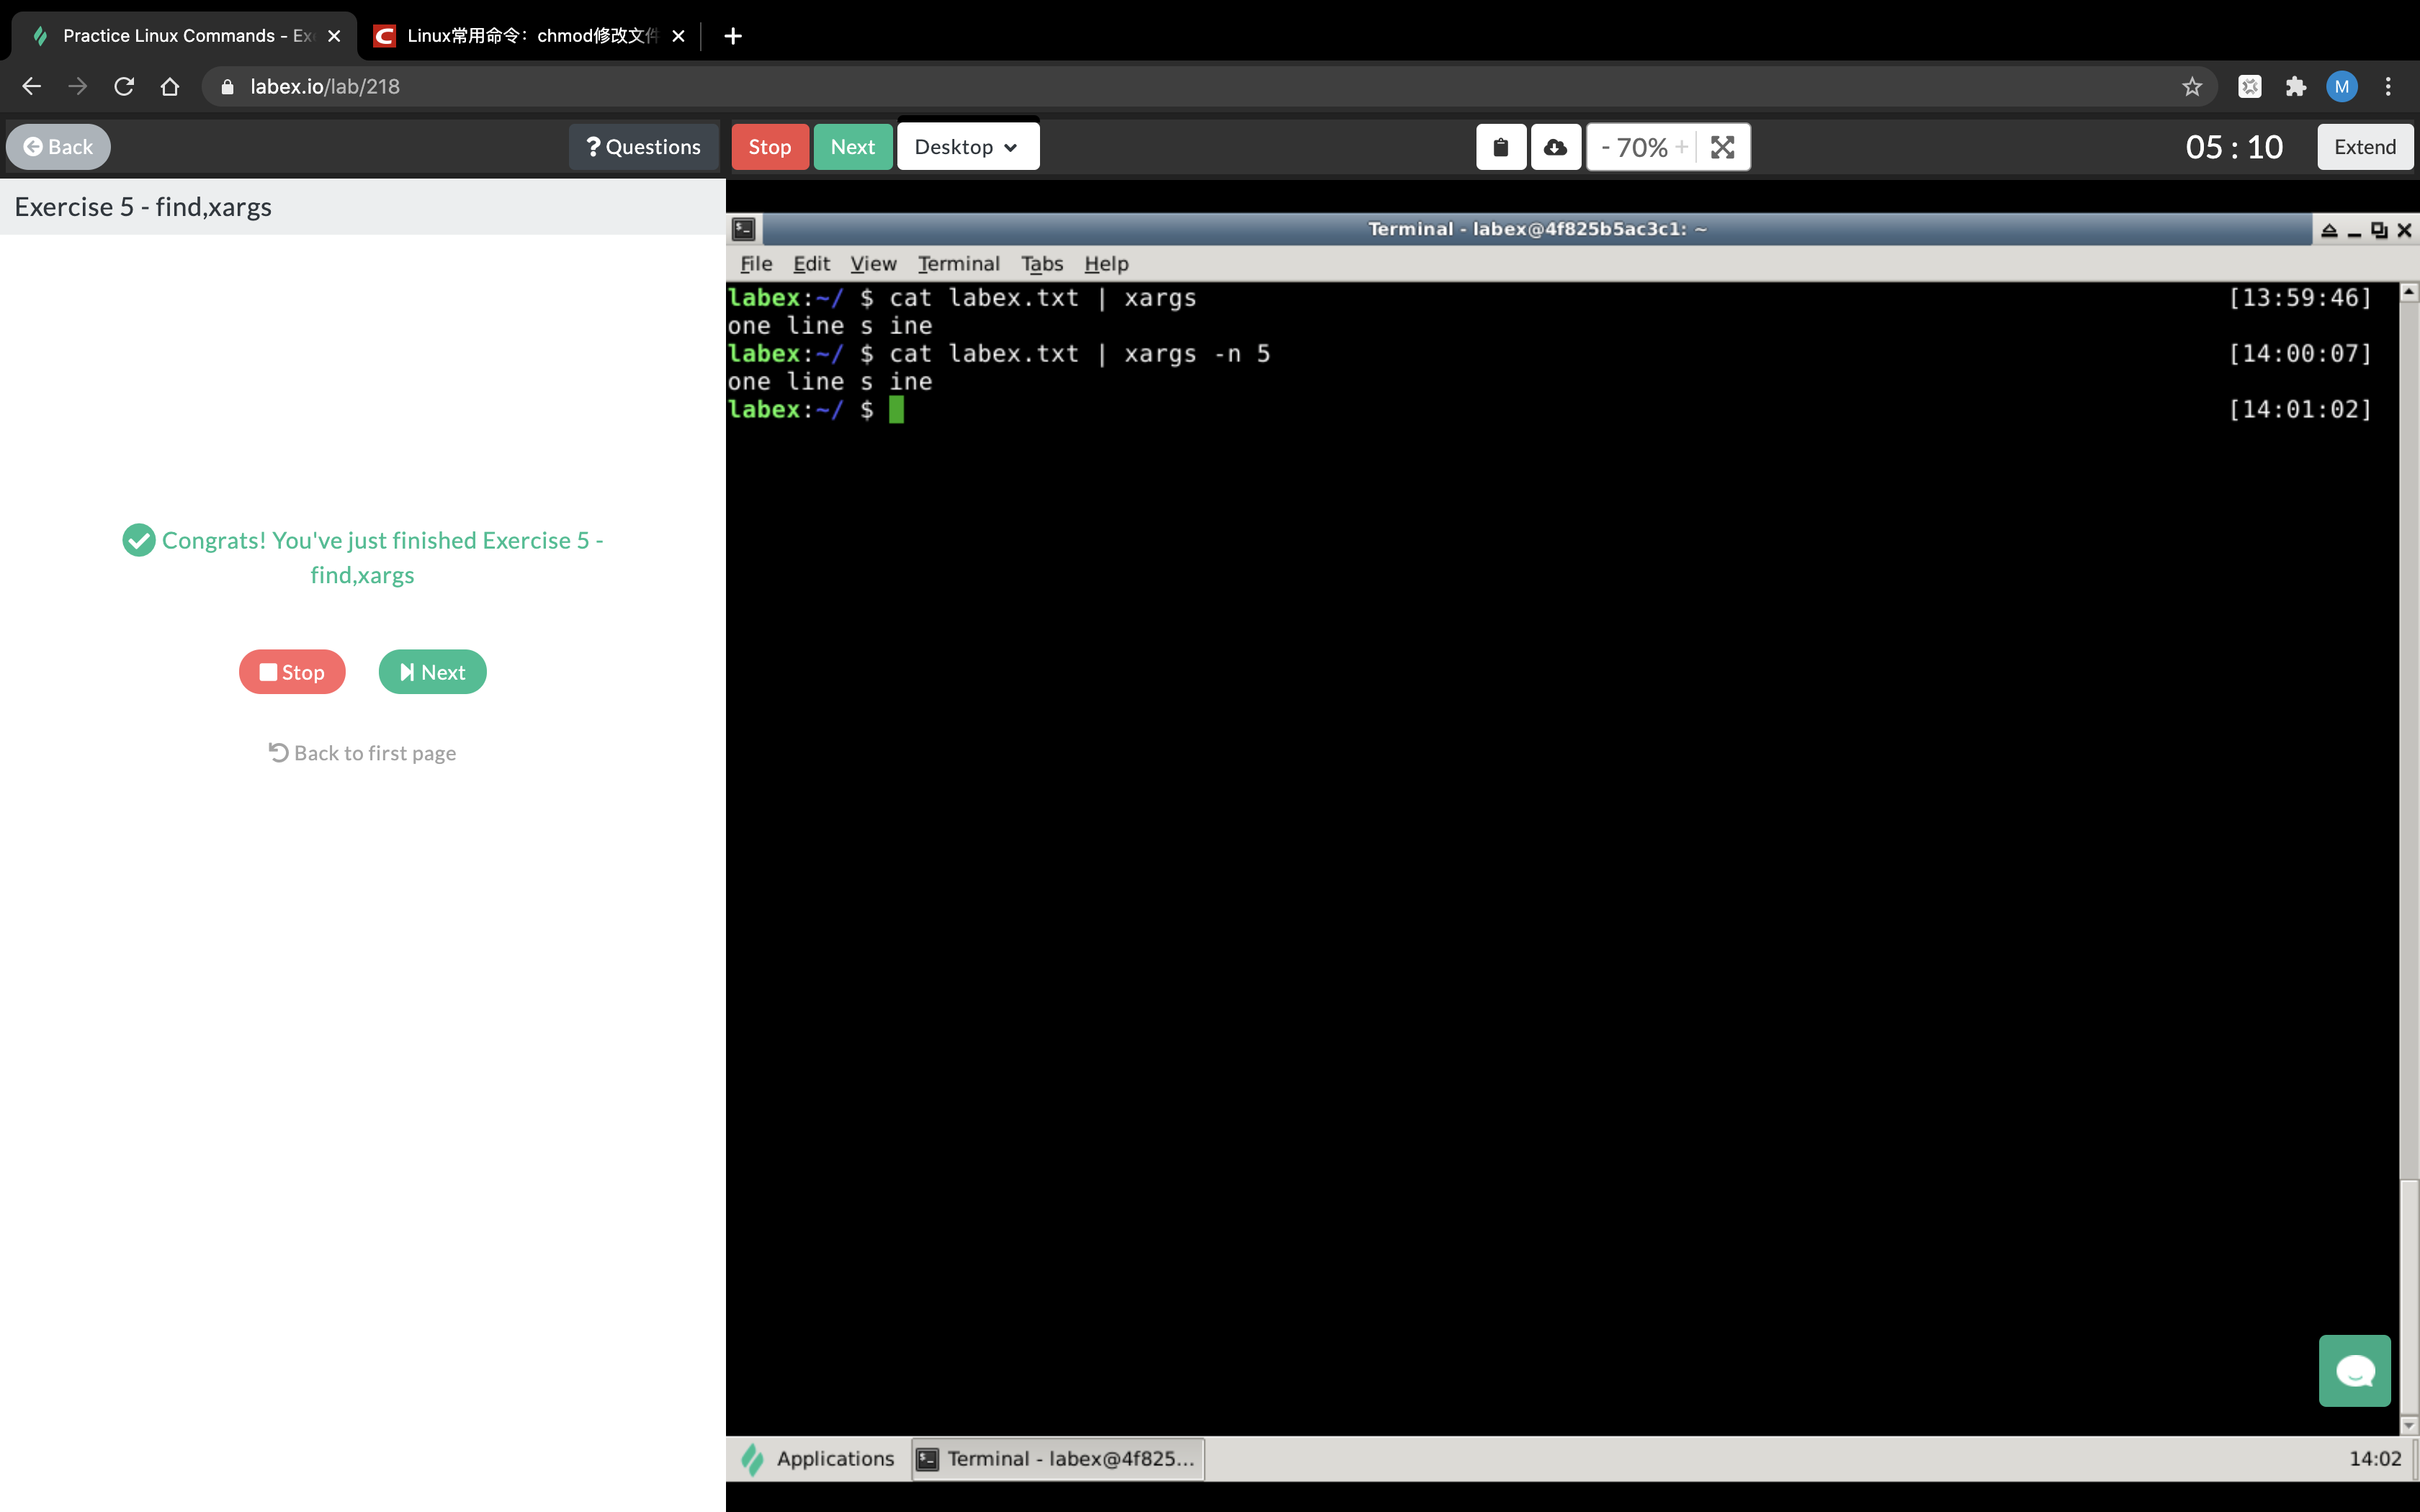 Practice Linux Commands - Ex
Linux常用命令：chmod修改文件
labex.io/lab/218
M
Back
? Questions
Stop
Next
Desktop
- 70% +
05 : 10
Extend
Exercise 5 - find,xargs
Congrats! You've just finished Exercise 5 -
find,xargs
Stop
Next
Back to first page
Terminal - labex@4f825b5ac3c1: ~
File Edit View Terminal Tabs Help
labex:~/ $ cat labex.txt | xargs [13:59:46]
one line s ine
labex:~/ $ cat labex.txt | xargs -n 5 [14:00:07]
one line s ine
labex:~/ $ [14:01:02]
Applications
Terminal - labex@4f825...
14:02